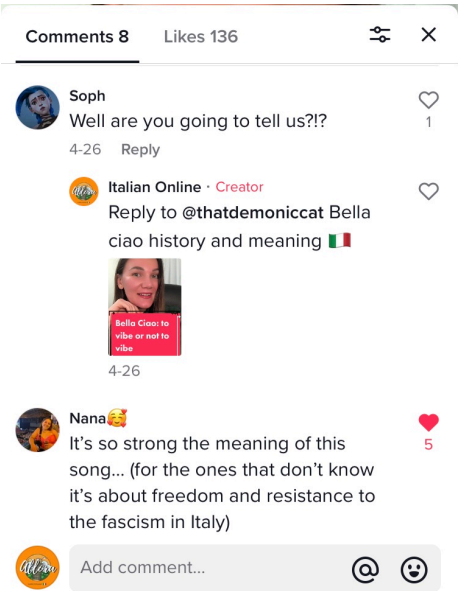 Comments 8 Likes 136
Soph
Well are you going to tell us?!?
1
4-26 Reply
Italian Online · Creator
Reply to @thatdemoniccat Bella
ciao history and meaning 🇮🇹
Bella Ciao: to
vibe or not to
vibe
4-26
Nana🥰
It's so strong the meaning of this
song... (for the ones that don't know
it's about freedom and resistance to
the fascism in Italy)
5
Allora
Add comment...